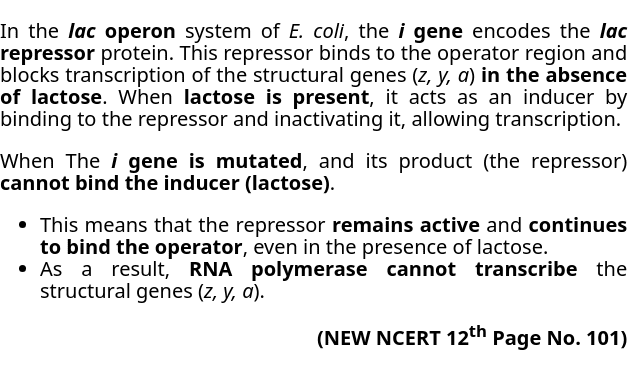 In the lac operon system of E. coli, the i gene encodes the lac
repressor protein. This repressor binds to the operator region and
blocks transcription of the structural genes (z, y, a) in the absence
of lactose. When lactose is present, it acts as an inducer by
binding to the repressor and inactivating it, allowing transcription.
When The i gene is mutated, and its product (the repressor)
cannot bind the inducer (lactose).
• This means that the repressor remains active and continues
to bind the operator, even in the presence of lactose.
• As a result, RNA polymerase cannot transcribe the
structural genes (z, y, a).
(NEW NCERT 12th Page No. 101)